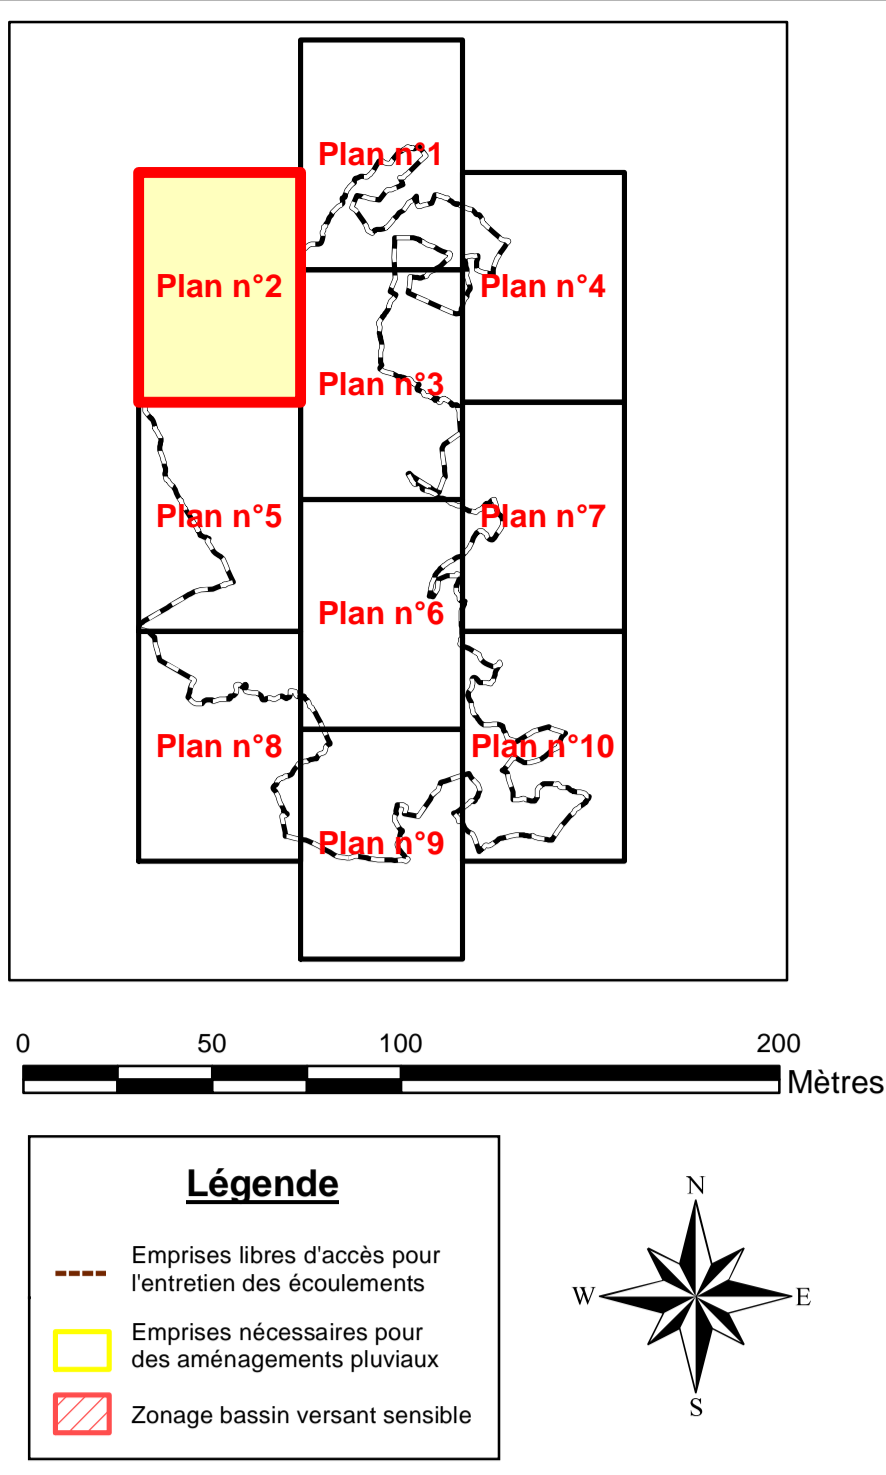 Plan n°1
Plan n°2
Plan n°4
Plan n°3
Plan n°5
Plan n°7
Plan n°6
Plan n°8
Plan n°10
Plan n°9
0 50 100 200
Mètres
Légende
Emprises libres d'accès pour
l'entretien des écoulements
Emprises nécessaires pour
des aménagements pluviaux
Zonage bassin versant sensible
N
W E
S